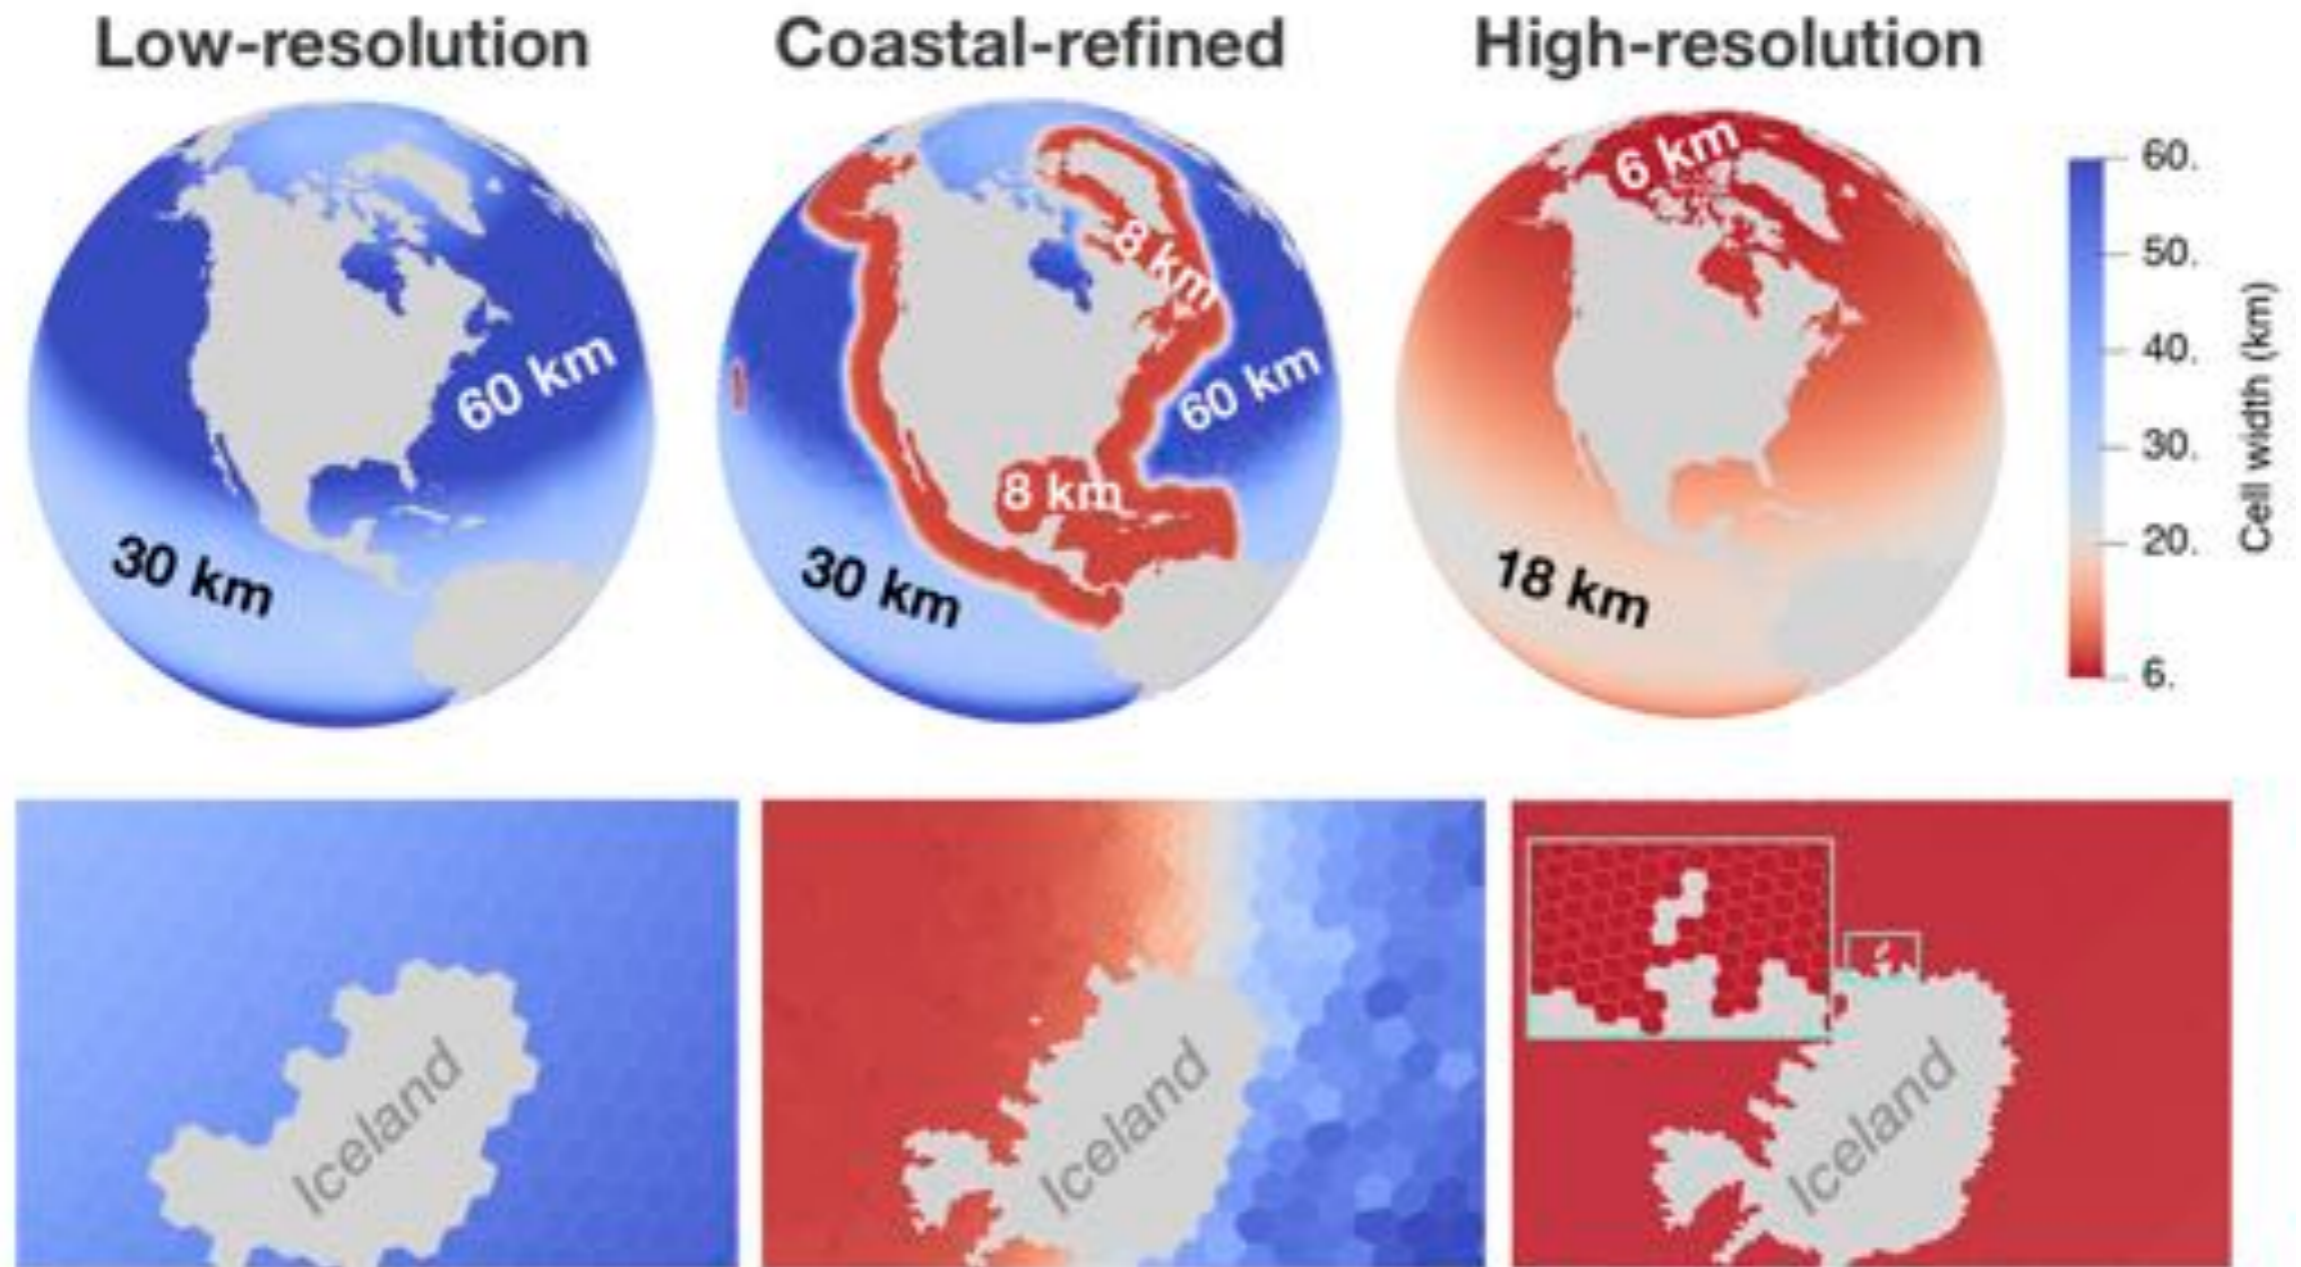 Low-resolution
Coastal-refined
High-resolution
60 km
30 km
8 km
60 km
8 km
30 km
6 km
18 km
60.
50.
40.
30.
20.
6.
Cell width (km)
Iceland
Iceland
Iceland